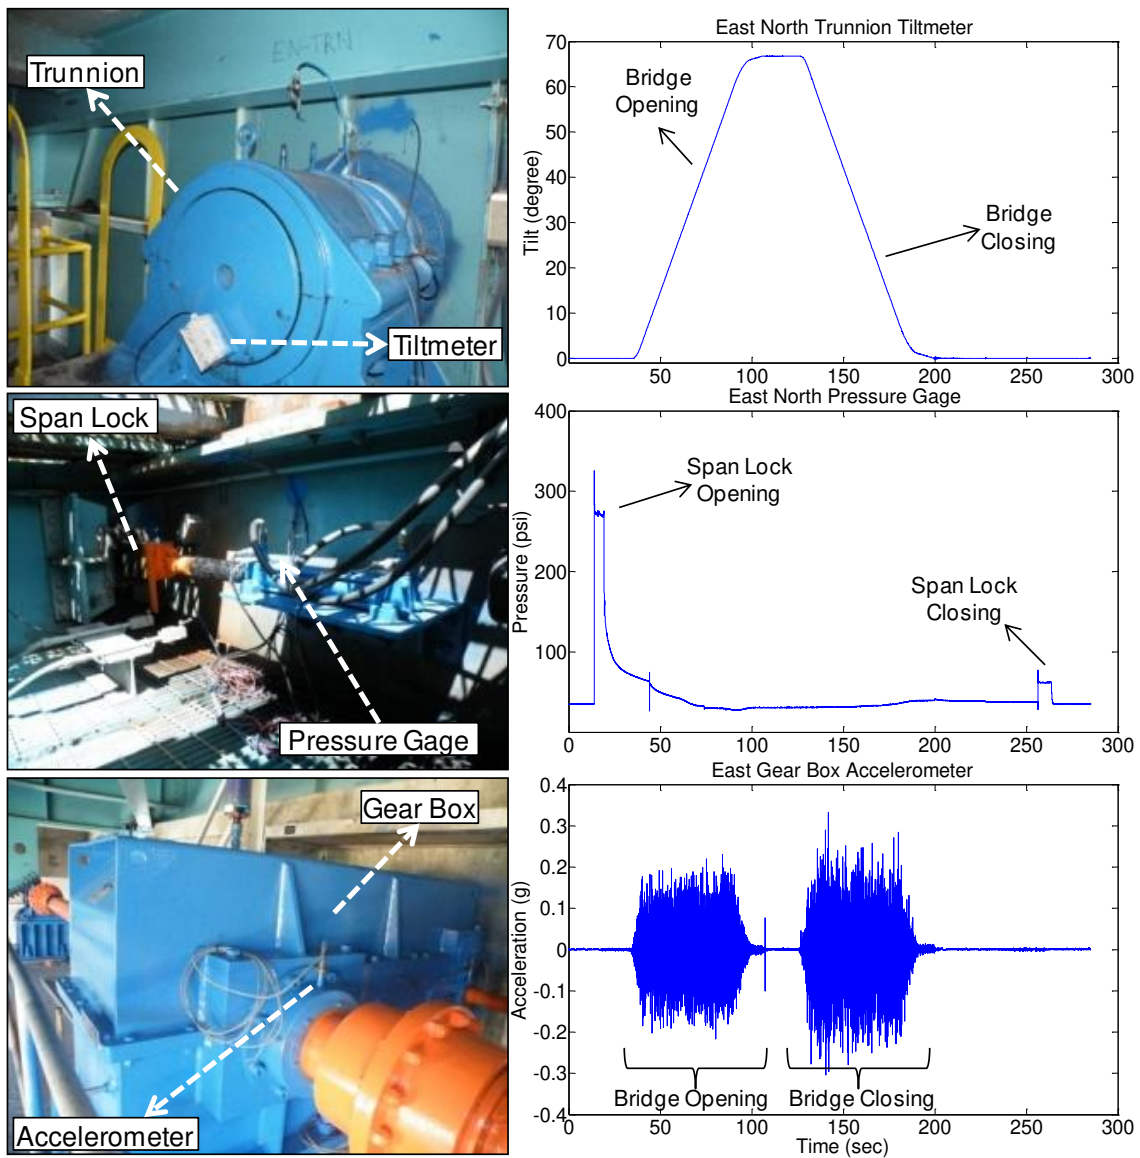 EN-TRN
Trunnion
Tiltmeter
East North Trunnion Tiltmeter
70
60
50
40
30
20
10
0
Tilt (degree)
Bridge
Opening
Bridge
Closing
50
100
150
200
250
300
Span Lock
Pressure Gage
East North Pressure Gage
400
300
200
100
Pressure (psi)
Span Lock
Opening
Span Lock
Closing
0
50
100
150
200
250
300
Gear Box
Accelerometer
East Gear Box Accelerometer
0.4
0.3
0.2
0.1
0
-0.1
-0.2
-0.3
-0.4
Acceleration (g)
Bridge Opening
Bridge Closing
0
50
100
150
200
250
300
Time (sec)